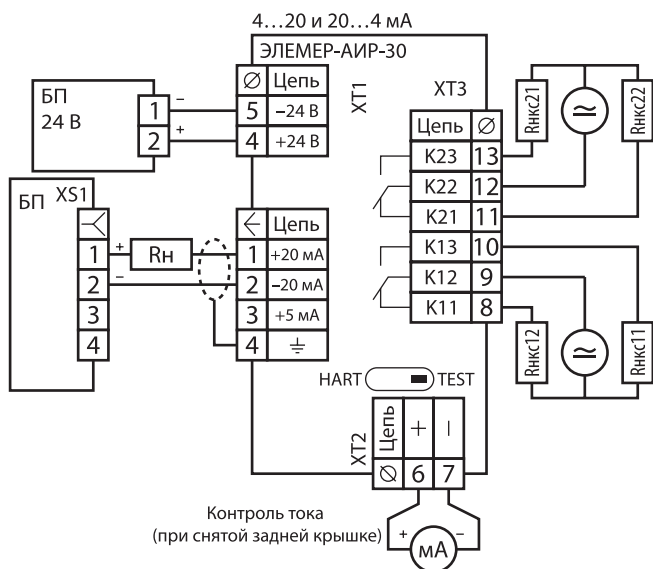 4…20 и 20…4 мА
ЭЛЕМЕР-АИР-30
БП
24 В
1 –
2 +
Ø Цепь
5 –24 В
4 +24 В
XT1
XT3
Цепь Ø
K23 13
K22 12
K21 11
K13 10
K12 9
K11 8
Rнкс21
Rнкс22
Rнкс12
Rнкс11
БП XS1
1 +
2 –
3
4
Rн
Цепь
1 +20 мА
2 –20 мА
3 +5 мА
4
HART TEST
XT2
Цепь + –
Ø 6 7
Контроль тока
(при снятой задней крышке)
+ мА –